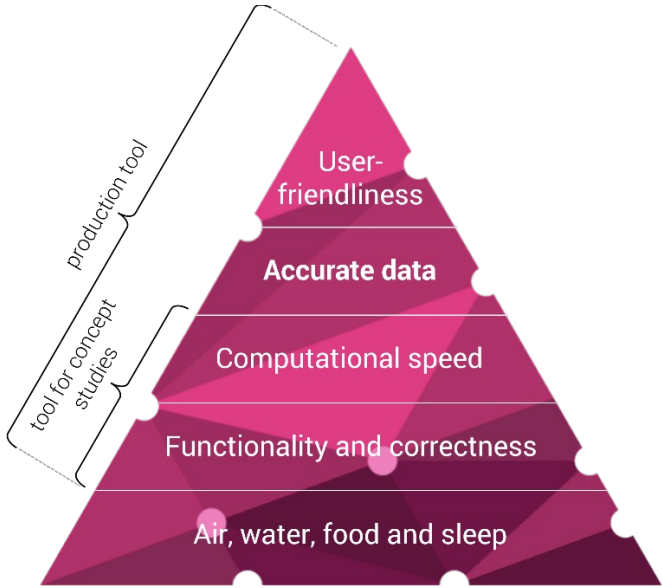 production tool
tool for concept
studies
User-
friendliness
Accurate data
Computational speed
Functionality and correctness
Air, water, food and sleep